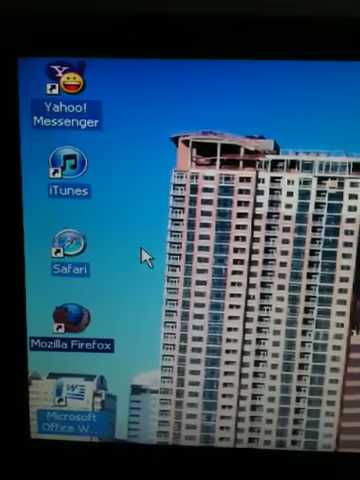 Yahoo!
Messenger
iTunes
Safari
Mozilla Firefox
Microsoft
Office W...